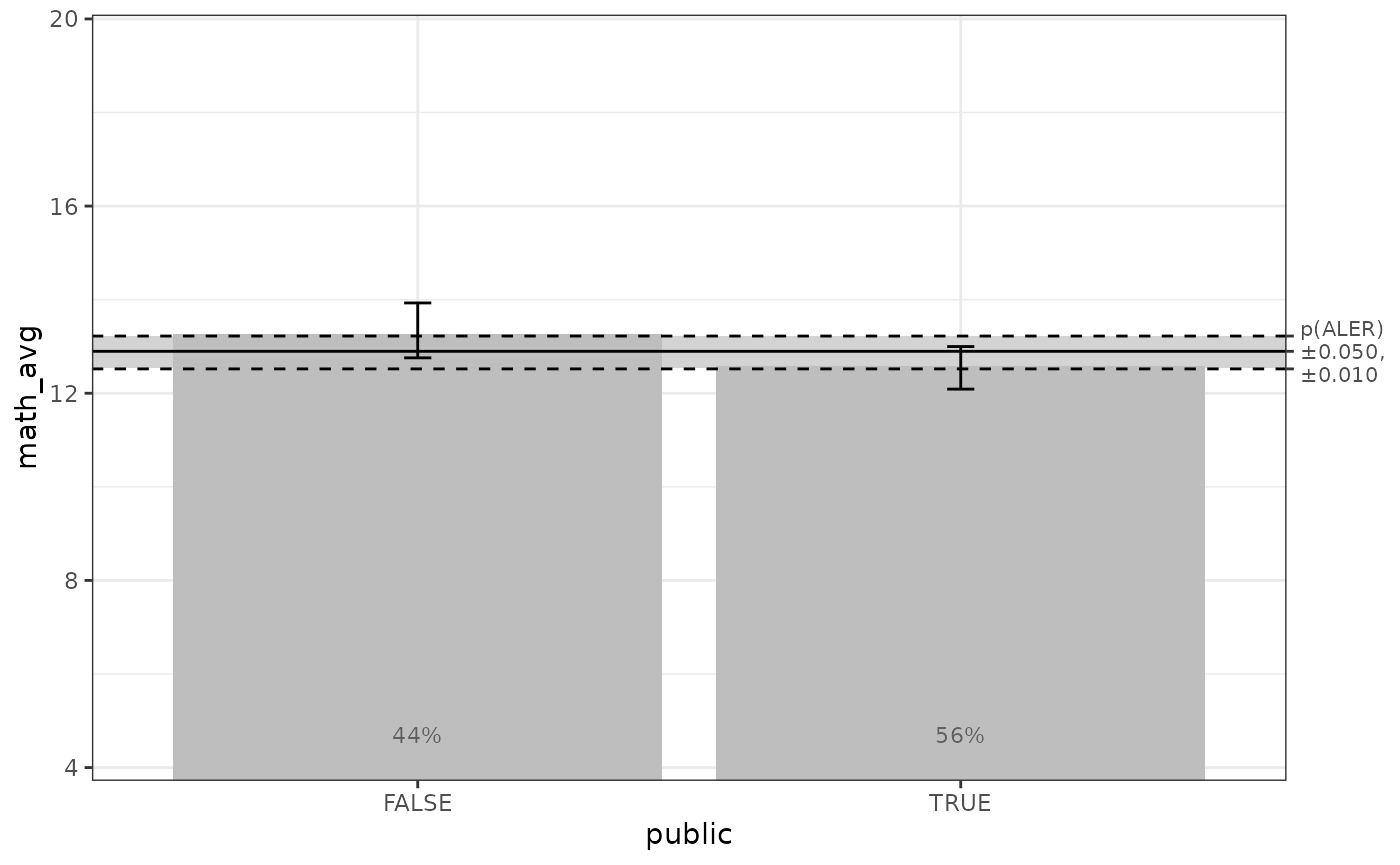 20
16
12
8
4
math_avg
p(ALER)
±0.050,
±0.010
44%
56%
FALSE
TRUE
public